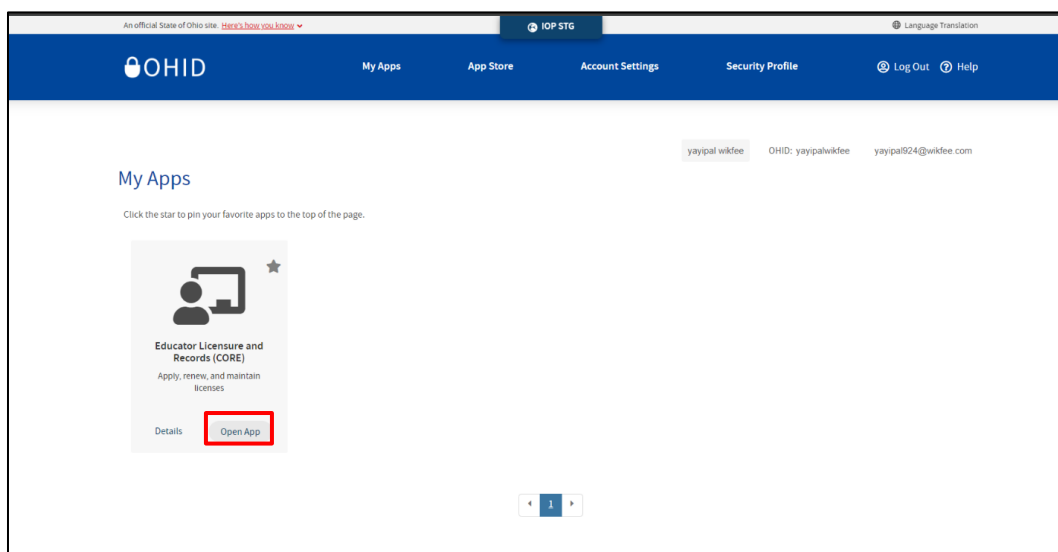 An official State of Ohio site. Here's how you know
IOP STG
Language Translation
OHID
My Apps
App Store
Account Settings
Security Profile
Log Out
Help
yayipal wikfee
OHID: yayipalwikfee
yayipal924@wikfee.com
My Apps
Click the star to pin your favorite apps to the top of the page.
Educator Licensure and
Records (CORE)
Apply, renew, and maintain
licenses
Details
Open App
1